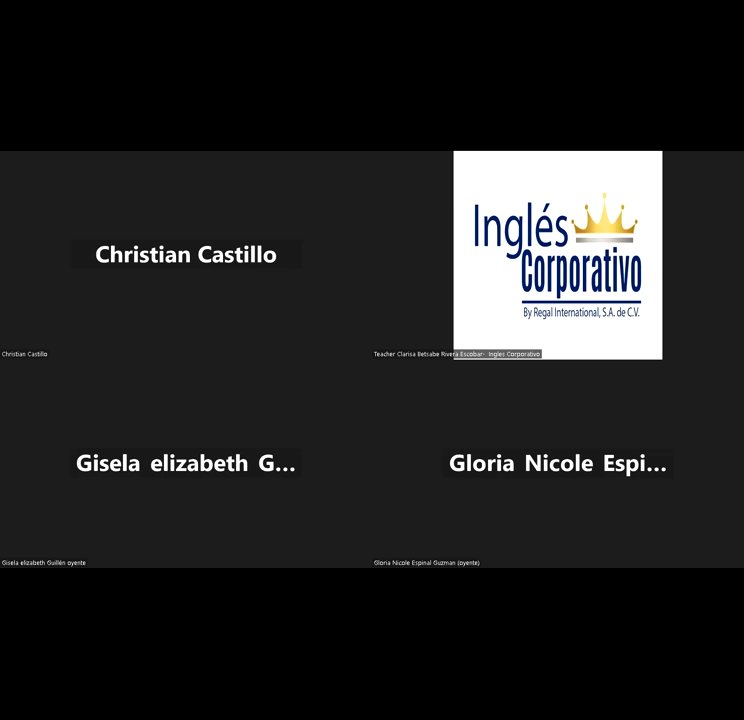 Christian Castillo
Christian Castillo
Inglés
Corporativo
By Regal International, S.A. de C.V.
Teacher Clarisa Betsabe Rivera Escobar- Ingles Corporativo
Gisela elizabeth G...
Gisela elizabeth Guillén oyente
Gloria Nicole Espi...
Gloria Nicole Espinal Guzman (oyente)